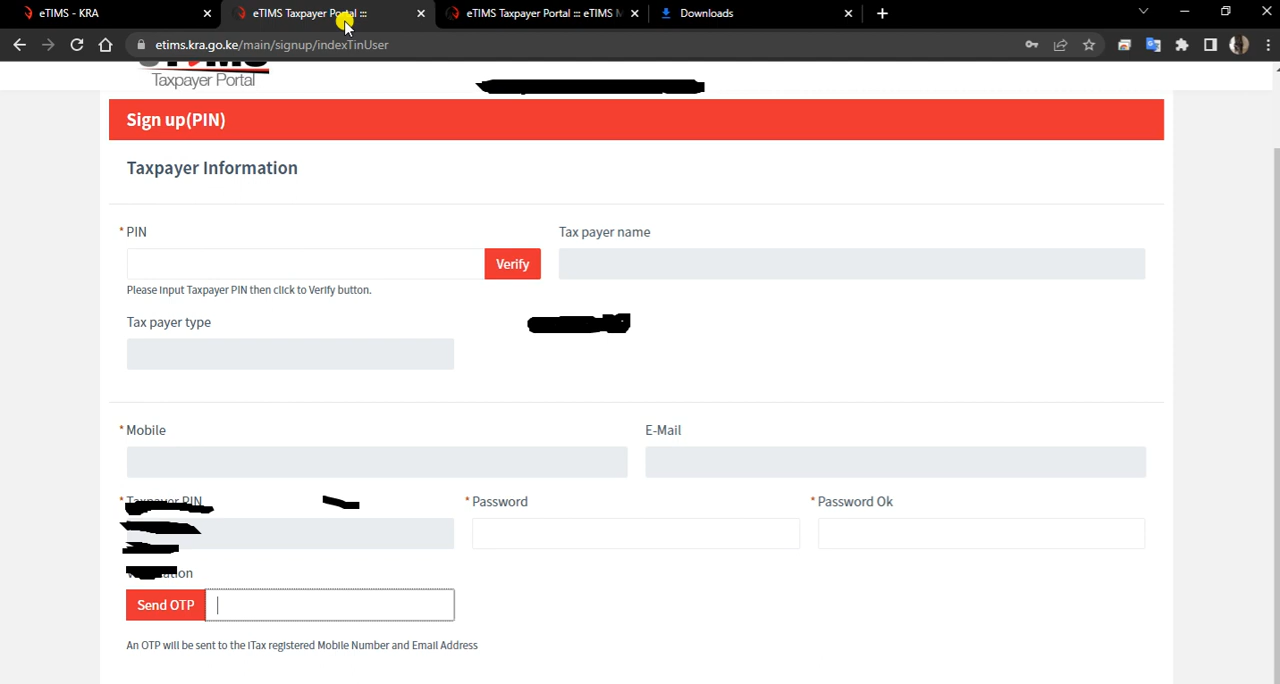 eTIMS - KRA
eTIMS Taxpayer Portal :::
eTIMS Taxpayer Portal ::: eTIMS M
Downloads
etims.kra.go.ke/main/signup/indexTinUser
Taxpayer Portal
Sign up(PIN)
Taxpayer Information
* PIN
Tax payer name
Verify
Please Input Taxpayer PIN then click to Verify button.
Tax payer type
* Mobile
E-Mail
* Taxpayer PIN
* Password
* Password Ok
Send OTP
An OTP will be sent to the iTax registered Mobile Number and Email Address